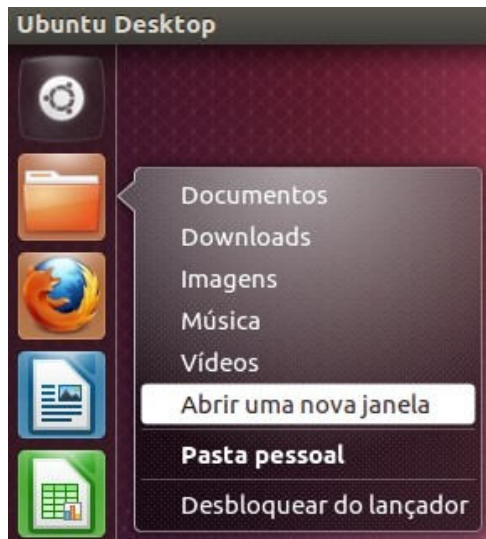 Ubuntu Desktop
Documentos
Downloads
Imagens
Música
Vídeos
Abrir uma nova janela
Pasta pessoal
Desbloquear do lançador